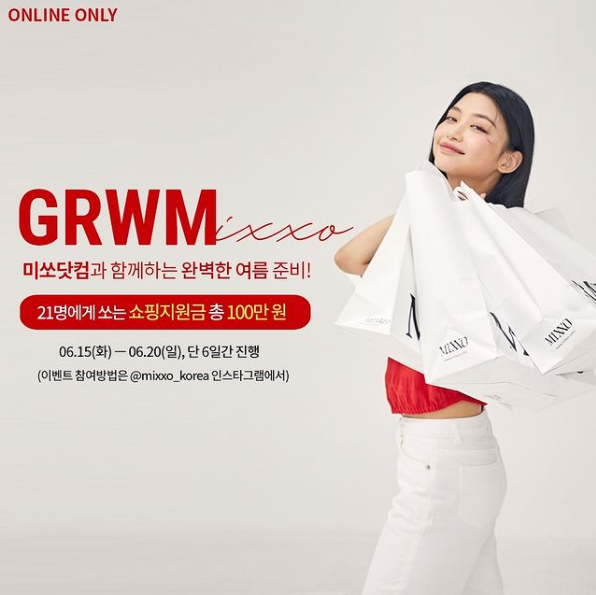 ONLINE ONLY
GRWMixxo
미쏘닷컴과 함께하는 완벽한 여름 준비!
21명에게 쏘는 쇼핑지원금 총 100만 원
06.15(화) — 06.20(일), 단 6일간 진행
(이벤트 참여방법은 @mixxo_korea 인스타그램에서)
MIXXO
MIXXO